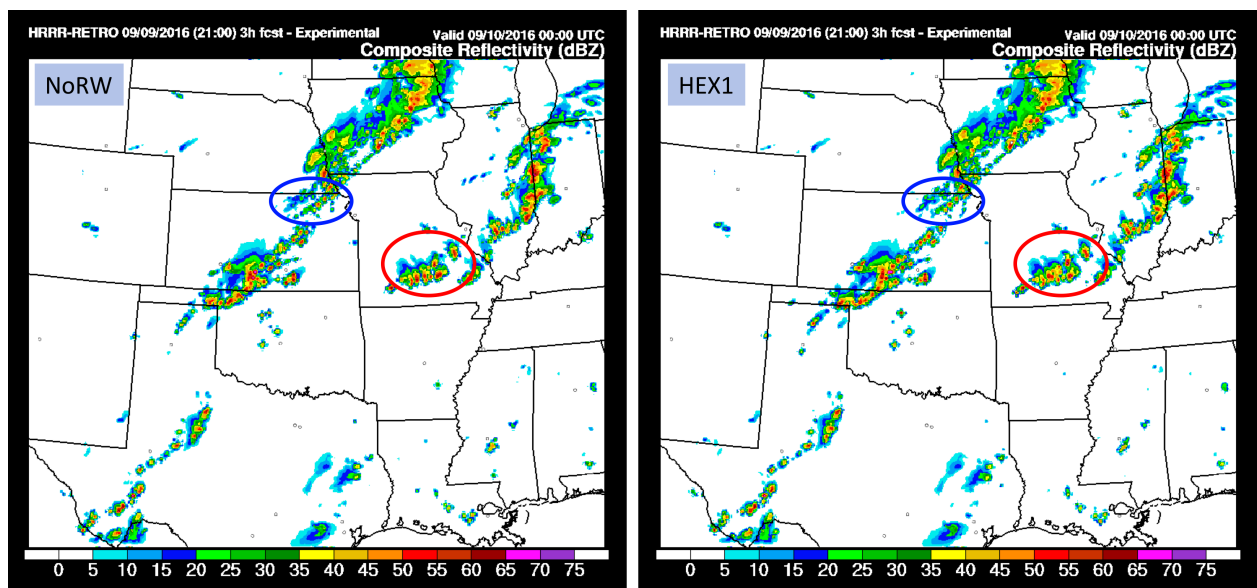 HRRR-RETRO 09/09/2016 (21:00) 3h fcst - Experimental Valid 09/10/2016 00:00 UTC
Composite Reflectivity (dBZ)
NoRW
0 5 10 15 20 25 30 35 40 45 50 55 60 65 70 75
HRRR-RETRO 09/09/2016 (21:00) 3h fcst - Experimental Valid 09/10/2016 00:00 UTC
Composite Reflectivity (dBZ)
HEX1
0 5 10 15 20 25 30 35 40 45 50 55 60 65 70 75